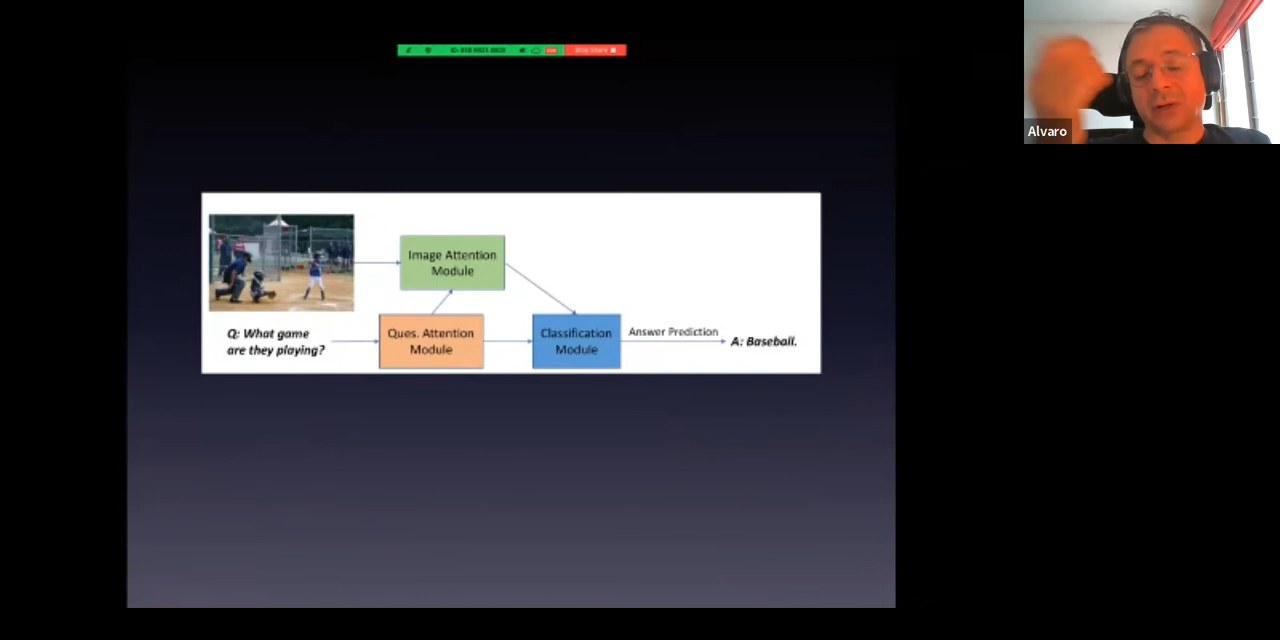 Alvaro
Image Attention
Module
Q: What game
are they playing?
Ques. Attention
Module
Classification
Module
Answer Prediction
A: Baseball.